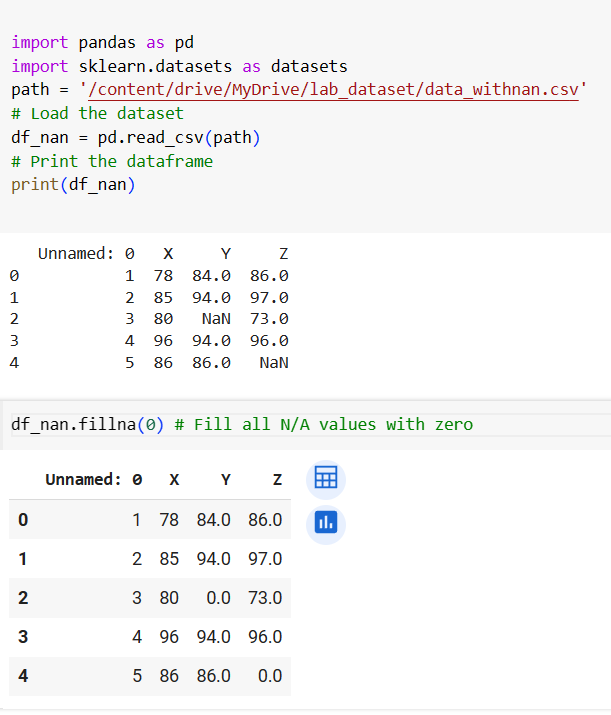 import pandas as pd
import sklearn.datasets as datasets
path = '/content/drive/MyDrive/lab_dataset/data_withnan.csv'
# Load the dataset
df_nan = pd.read_csv(path)
# Print the dataframe
print(df_nan)
Unnamed: 0 X Y Z
0 1 78 84.0 86.0
1 2 85 94.0 97.0
2 3 80 NaN 73.0
3 4 96 94.0 96.0
4 5 86 86.0 NaN
df_nan.fillna(0) # Fill all N/A values with zero
Unnamed: 0 X Y Z
0 1 78 84.0 86.0
1 2 85 94.0 97.0
2 3 80 0.0 73.0
3 4 96 94.0 96.0
4 5 86 86.0 0.0